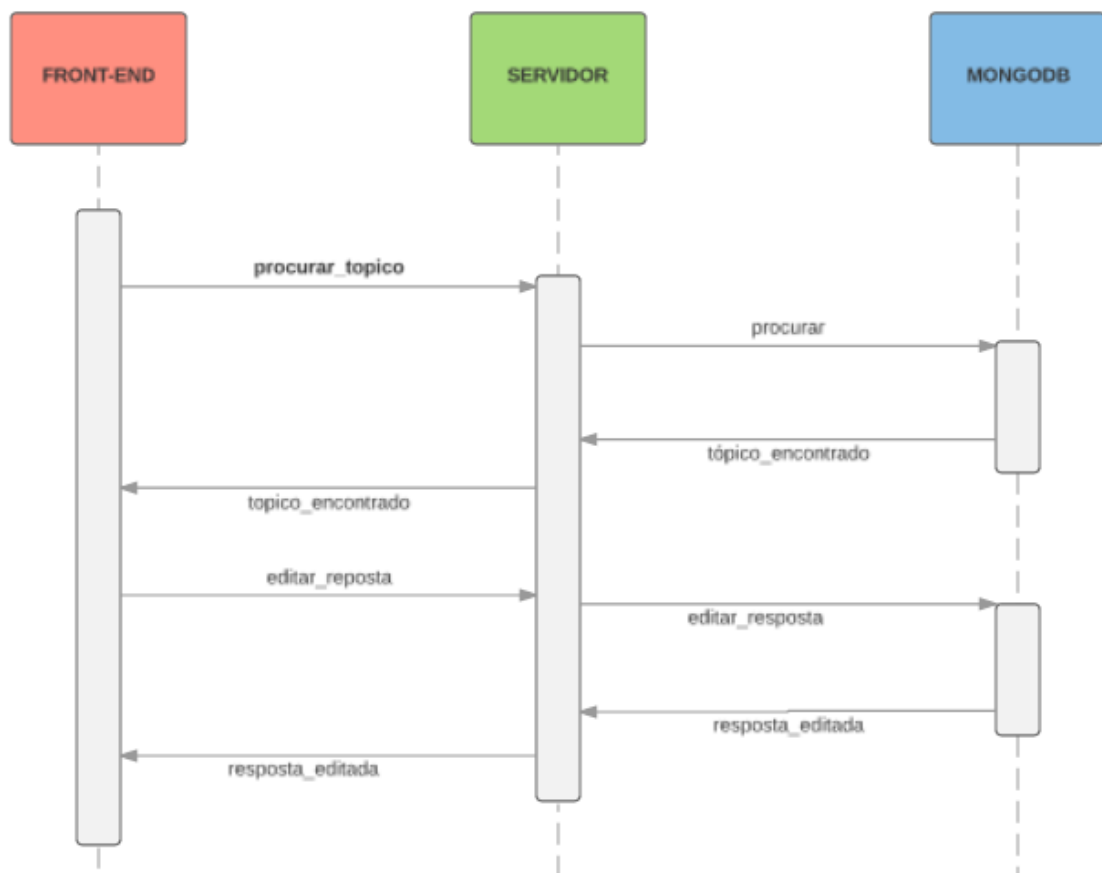 FRONT-END
SERVIDOR
MONGODB
procurar_topico
procurar
tópico_encontrado
topico_encontrado
editar_reposta
editar_resposta
resposta_editada
resposta_editada